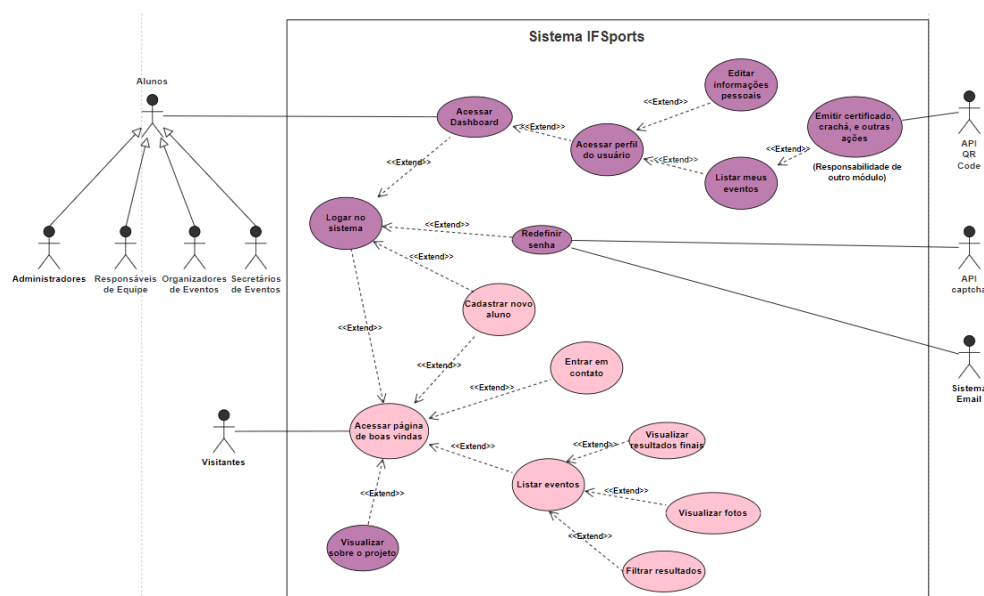 Sistema IFSports
Alunos
Administradores
Responsáveis
de Equipe
Organizadores
de Eventos
Secretários
de Eventos
Visitantes
Acessar
Dashboard
<<Extend>>
Acessar perfil
do usuário
<<Extend>>
Editar
informações
pessoais
<<Extend>>
Listar meus
eventos
<<Extend>>
Emitir certificado,
crachá, e outras
ações
(Responsabilidade de
outro módulo)
API
QR
Code
<<Extend>>
Logar no
sistema
<<Extend>>
Redefinir
senha
API
captcha
Sistema
Email
<<Extend>>
Cadastrar novo
aluno
<<Extend>>
<<Extend>>
Entrar em
contato
<<Extend>>
Acessar página
de boas vindas
<<Extend>>
Listar eventos
<<Extend>>
Visualizar
resultados finais
<<Extend>>
Visualizar fotos
<<Extend>>
Filtrar resultados
<<Extend>>
Visualizar
sobre o projeto